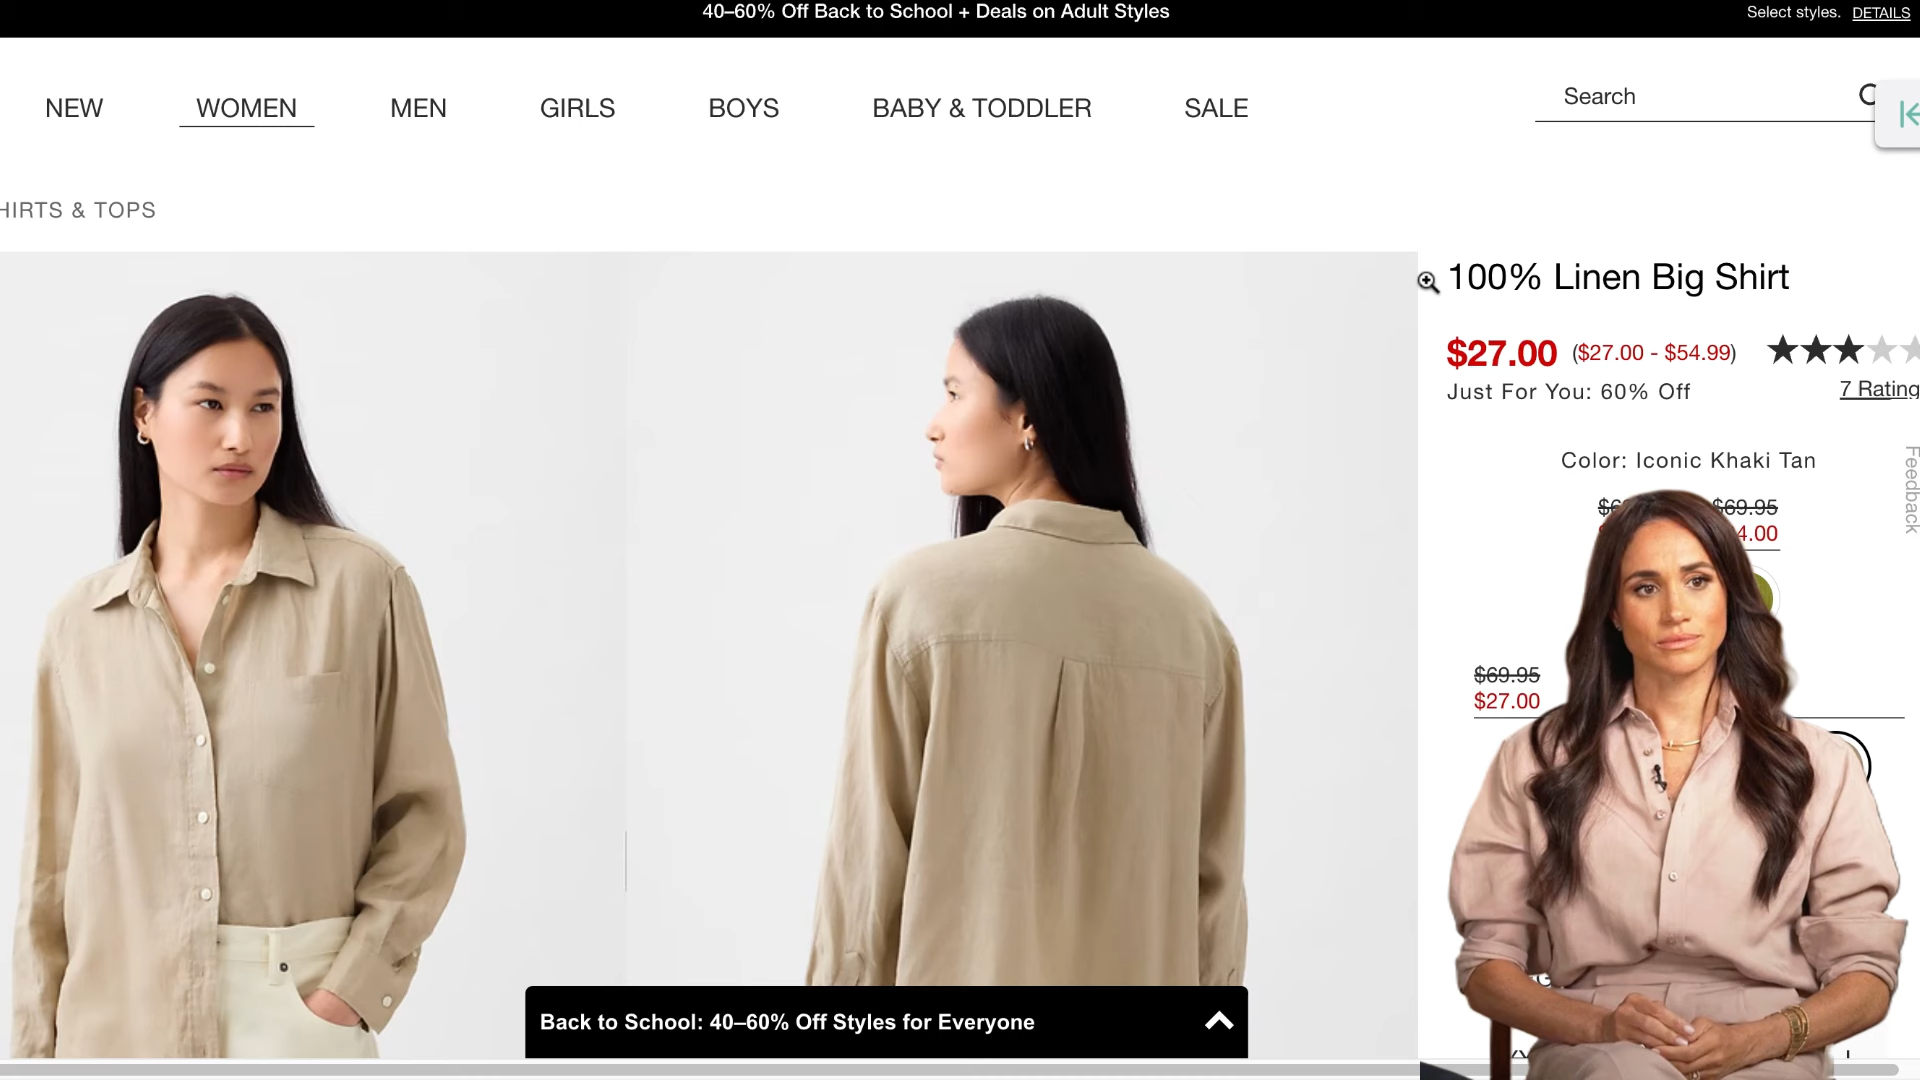 40–60% Off Back to School + Deals on Adult Styles
Select styles. DETAILS
NEW WOMEN MEN GIRLS BOYS BABY & TODDLER SALE
Search
HIRTS & TOPS
100% Linen Big Shirt
$27.00 ($27.00 - $54.99)
Just For You: 60% Off
7 Rating
Color: Iconic Khaki Tan
Feedback
$69.95
4.00
$69.95
$27.00
Back to School: 40–60% Off Styles for Everyone